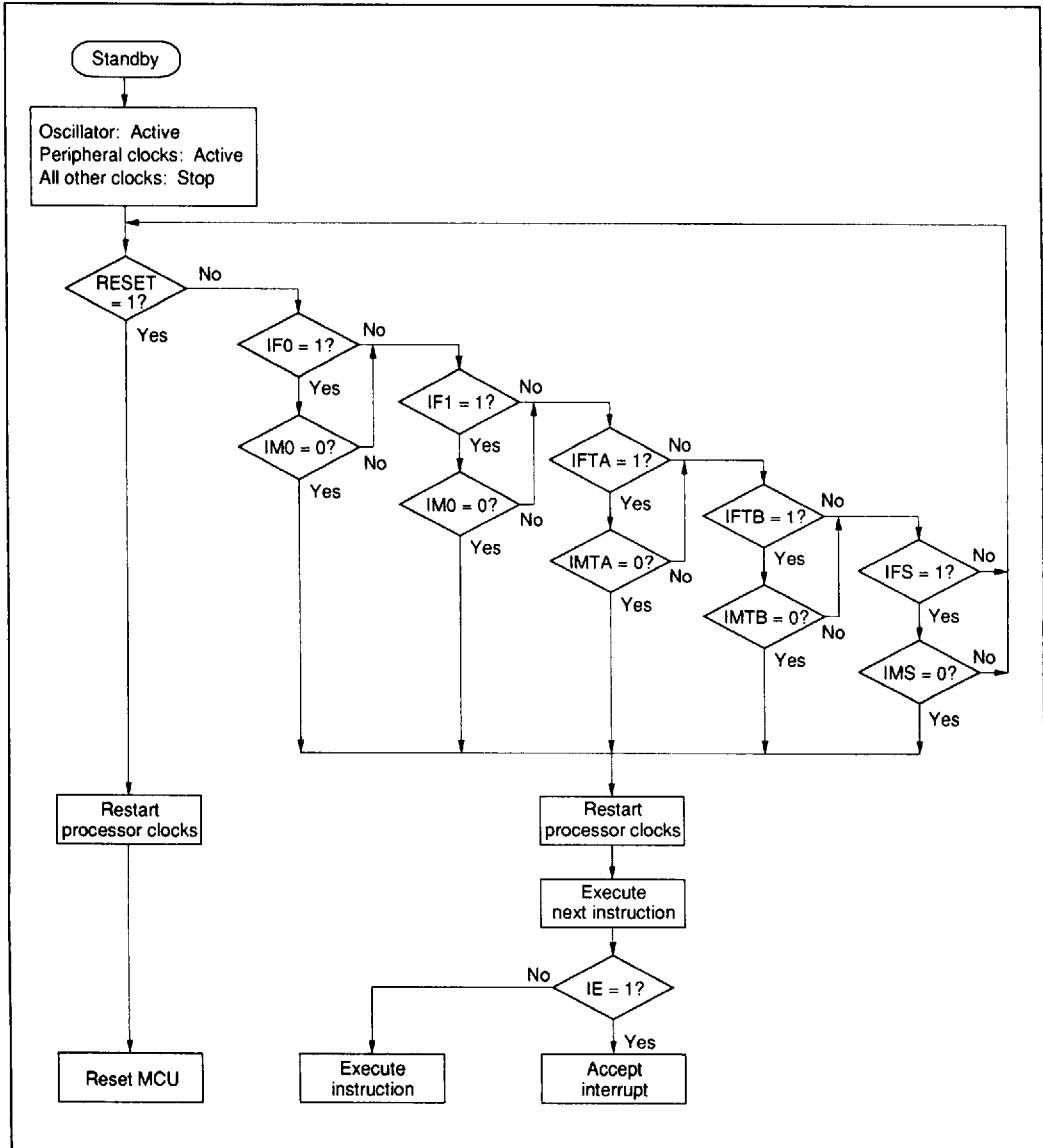 Standby
Oscillator: Active
Peripheral clocks: Active
All other clocks: Stop
RESET
= 1?
No
Yes
IF0 = 1?
No
Yes
IM0 = 0?
No
Yes
IF1 = 1?
No
Yes
IM0 = 0?
No
Yes
IFTA = 1?
No
Yes
IMTA = 0?
No
Yes
IFTB = 1?
No
Yes
IMTB = 0?
No
Yes
IFS = 1?
No
Yes
IMS = 0?
No
Yes
Restart
processor clocks
Restart
processor clocks
Execute
next instruction
IE = 1?
No
Yes
Reset MCU
Execute
instruction
Accept
interrupt